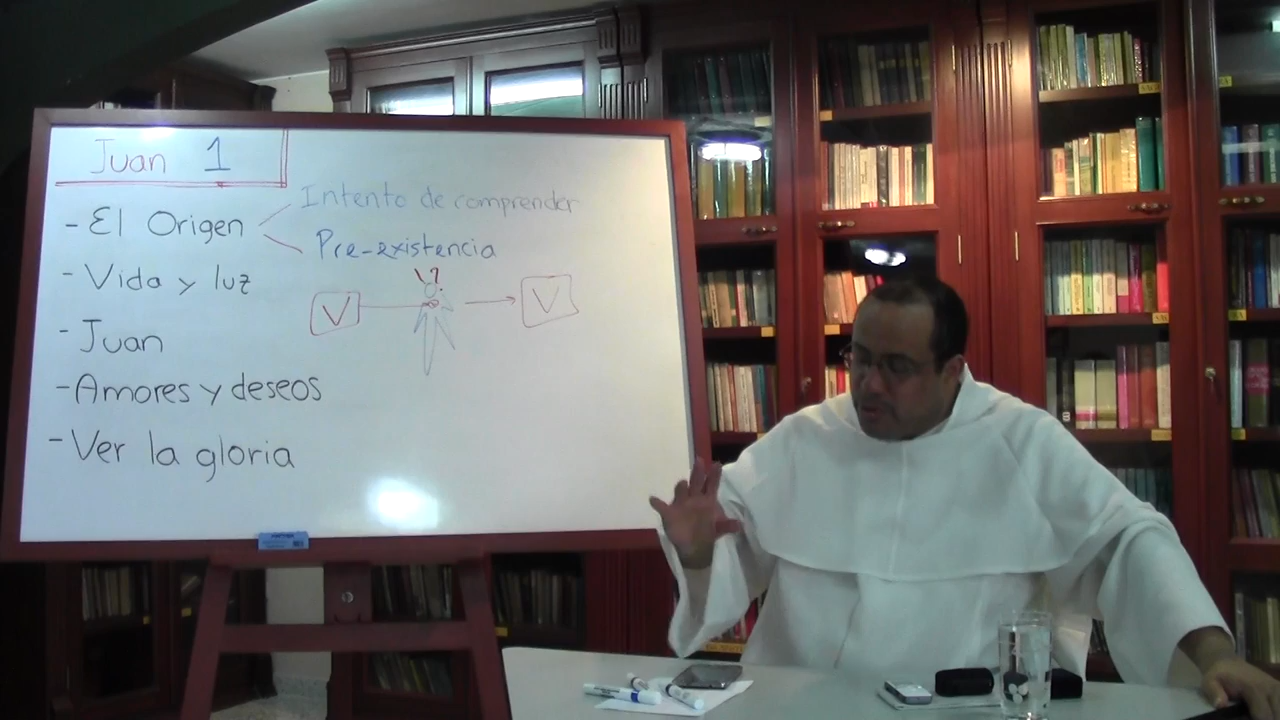 Juan 1
- El Origen
Intento de comprender
Pre-existencia
- Vida y luz
V
V?
V
- Juan
- Amores y deseos
- Ver la gloria